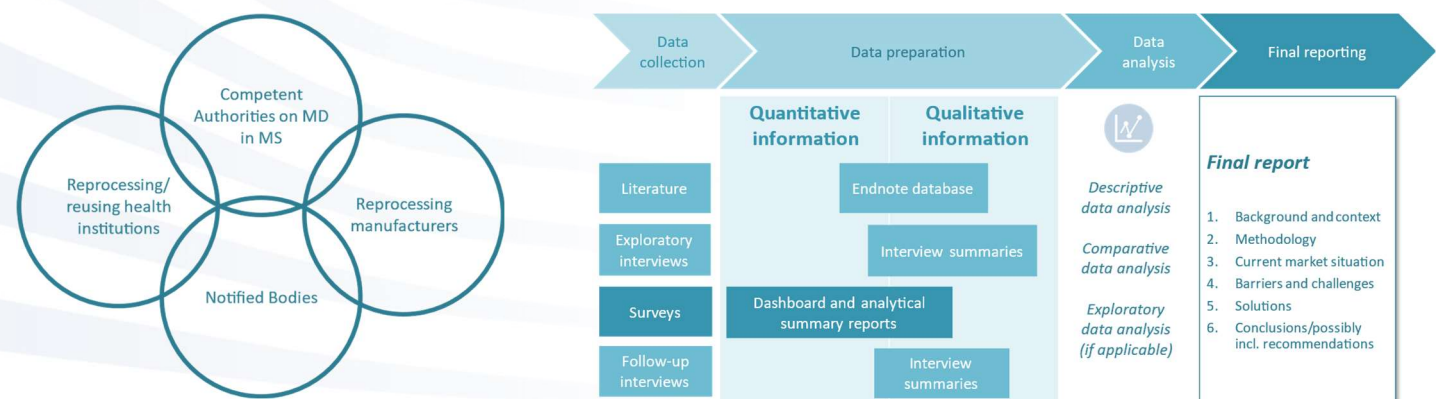 Competent
Authorities on MD
in MS
Reprocessing/
reusing health
institutions
Reprocessing
manufacturers
Notified Bodies
Data
collection
Data preparation
Data
analysis
Final reporting
Quantitative
information
Qualitative
information
Literature
Endnote database
Exploratory
interviews
Interview summaries
Surveys
Dashboard and analytical
summary reports
Follow-up
interviews
Interview
summaries
Descriptive
data analysis
Comparative
data analysis
Exploratory
data analysis
(if applicable)
Final report
1. Background and context
2. Methodology
3. Current market situation
4. Barriers and challenges
5. Solutions
6. Conclusions/possibly
incl. recommendations